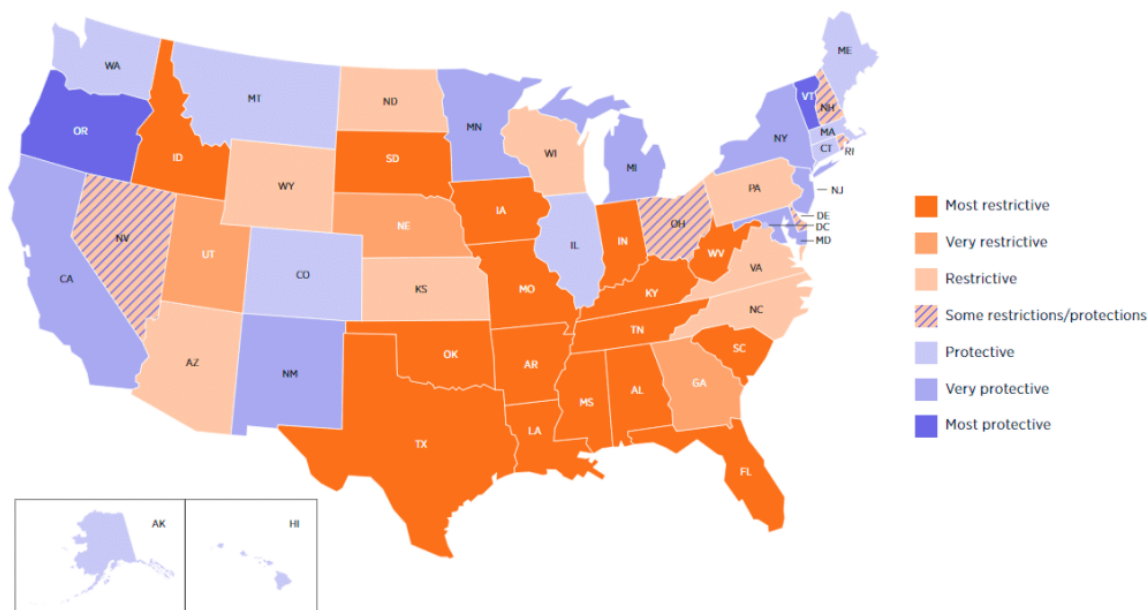 WA
MT
ND
MN
ME
VT
NH
OR
ID
SD
WI
MI
NY
MA
CT
RI
WY
IA
NE
PA
NJ
NV
UT
CO
IL
IN
OH
DE
DC
MD
CA
KS
MO
WV
VA
KY
NC
AZ
NM
OK
AR
TN
SC
TX
LA
MS
AL
GA
FL
AK
HI
Most restrictive
Very restrictive
Restrictive
Some restrictions/protections
Protective
Very protective
Most protective